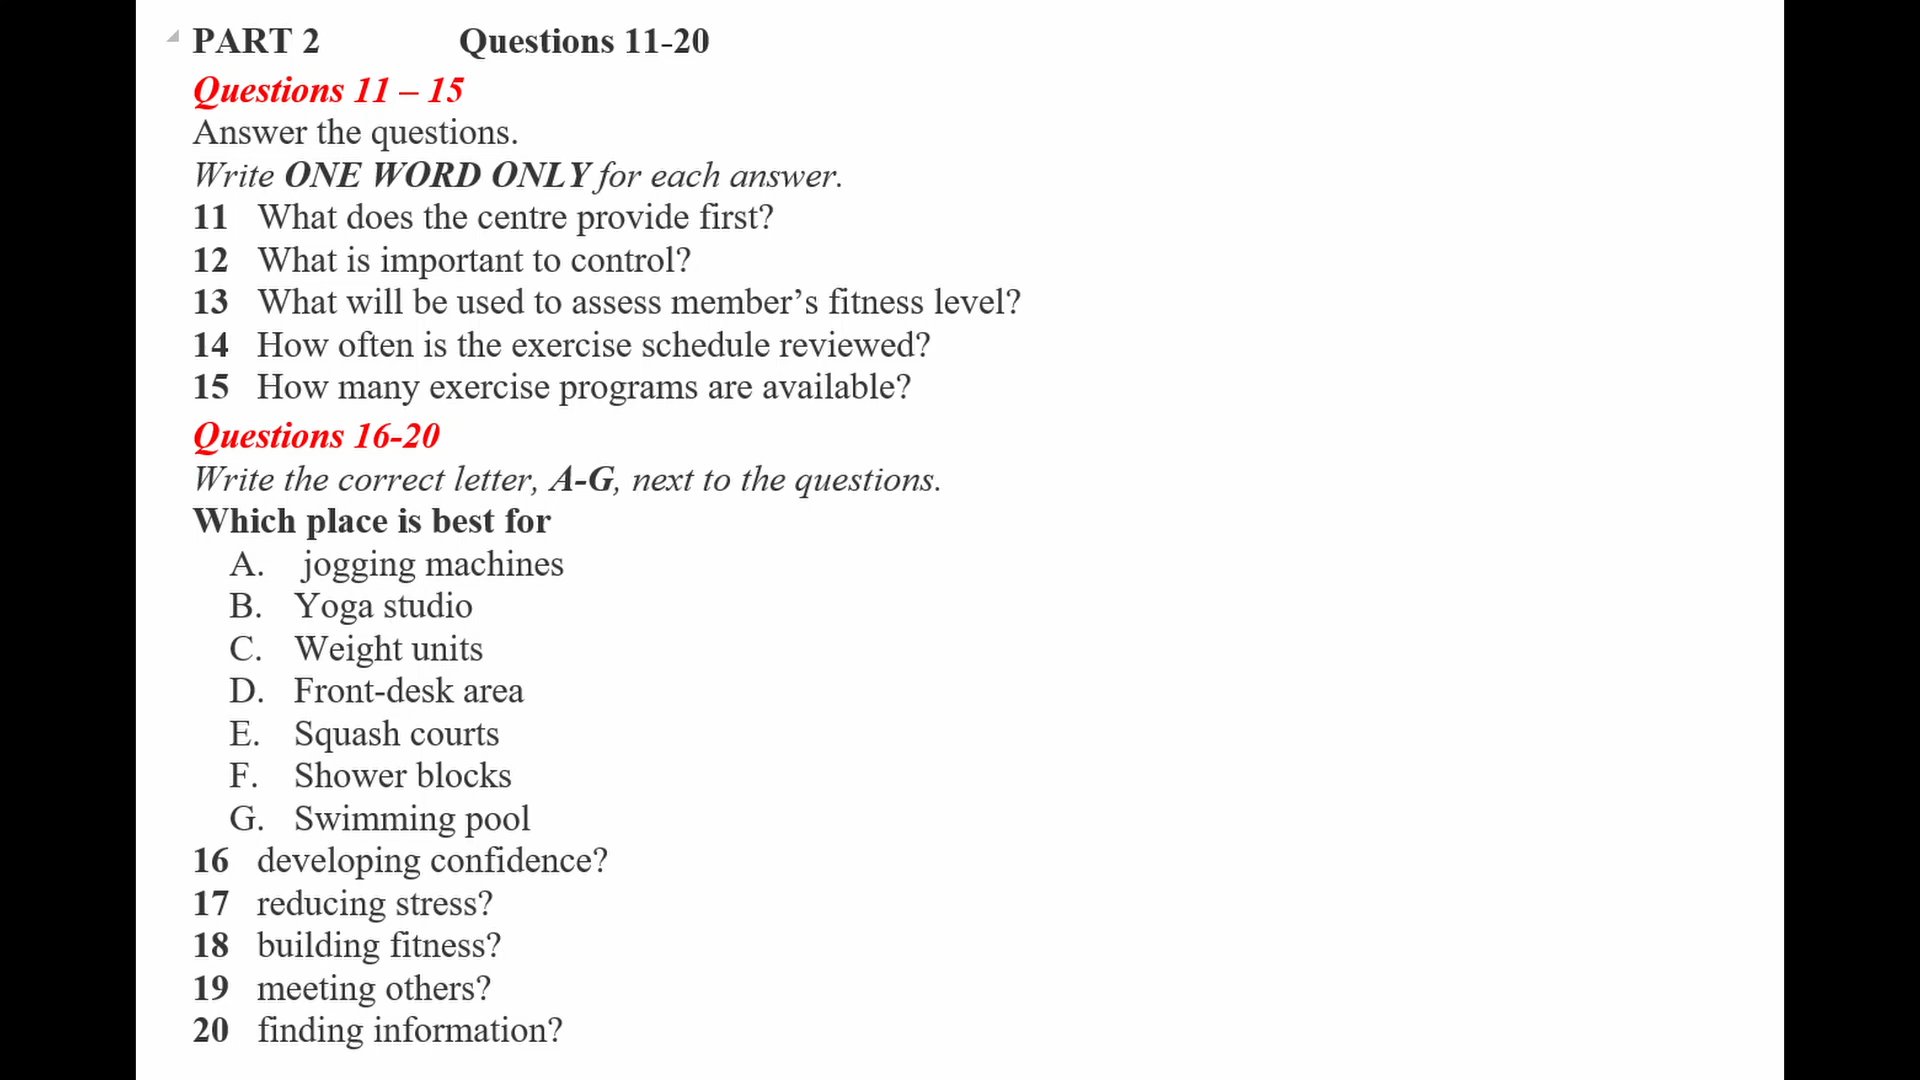 PART 2 Questions 11-20
Questions 11 – 15
Answer the questions.
Write ONE WORD ONLY for each answer.
11 What does the centre provide first?
12 What is important to control?
13 What will be used to assess member’s fitness level?
14 How often is the exercise schedule reviewed?
15 How many exercise programs are available?
Questions 16-20
Write the correct letter, A-G, next to the questions.
Which place is best for
A. jogging machines
B. Yoga studio
C. Weight units
D. Front-desk area
E. Squash courts
F. Shower blocks
G. Swimming pool
16 developing confidence?
17 reducing stress?
18 building fitness?
19 meeting others?
20 finding information?